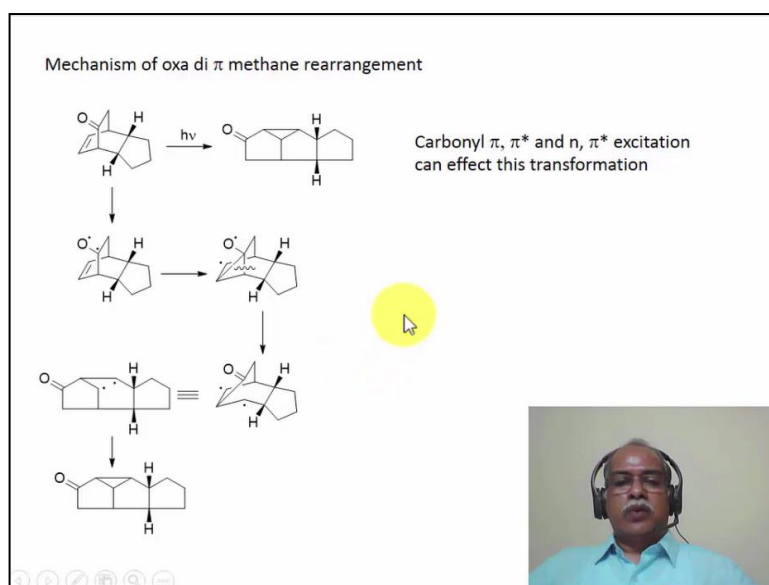 Mechanism of oxa di π methane rearrangement
O
H
H
hν
O
H
H
Carbonyl π, π* and n, π* excitation
can effect this transformation
O
H
H
O
H
H
O
H
H
O
H
H
O
H
H